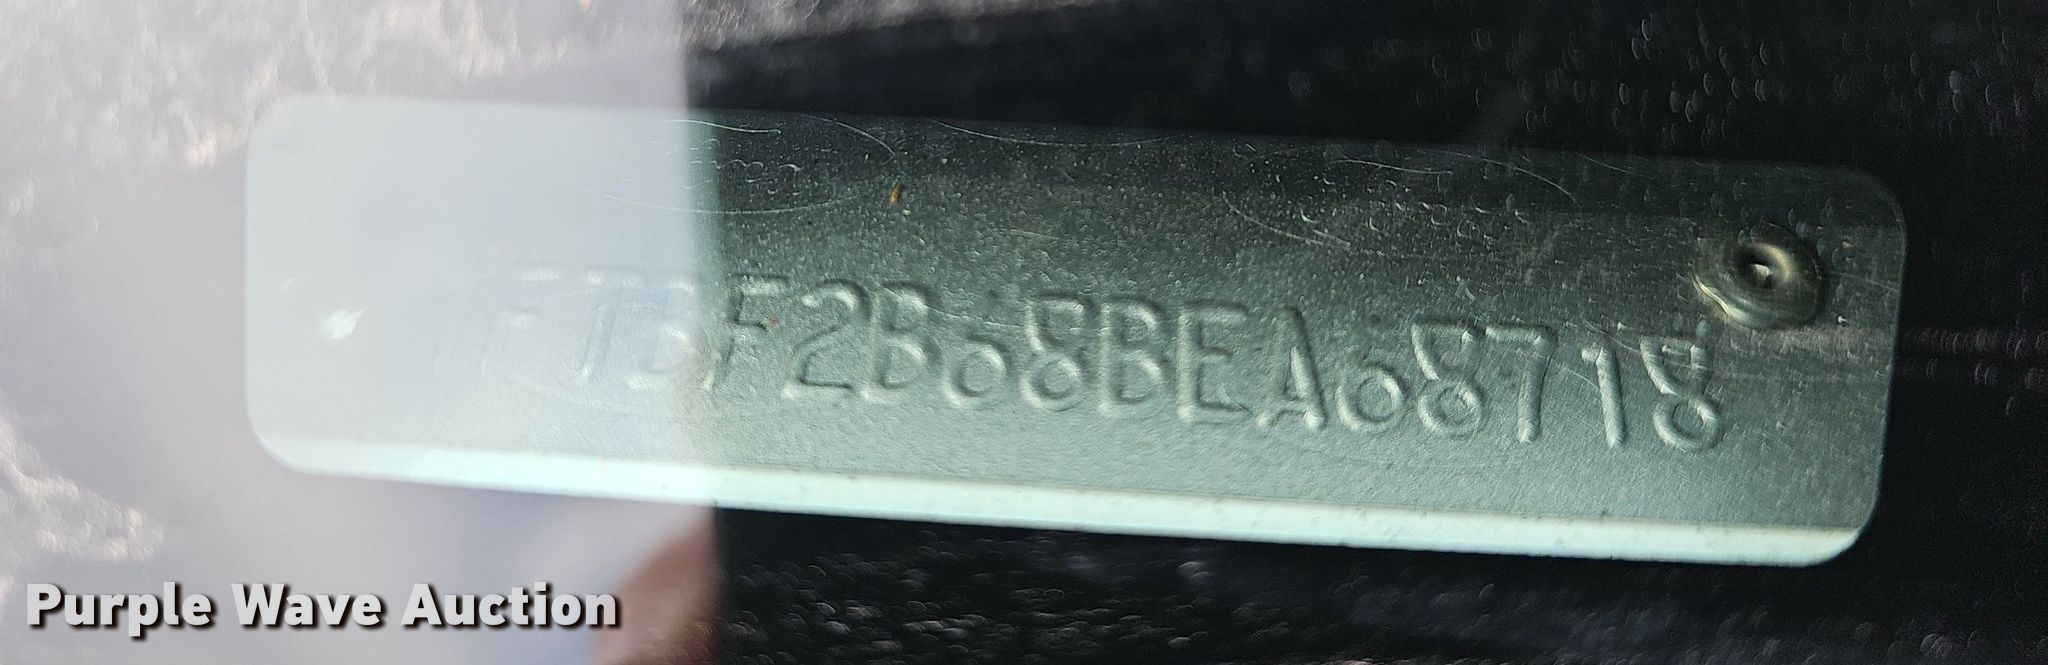 FTBF2B68BEA68718
Purple Wave Auction